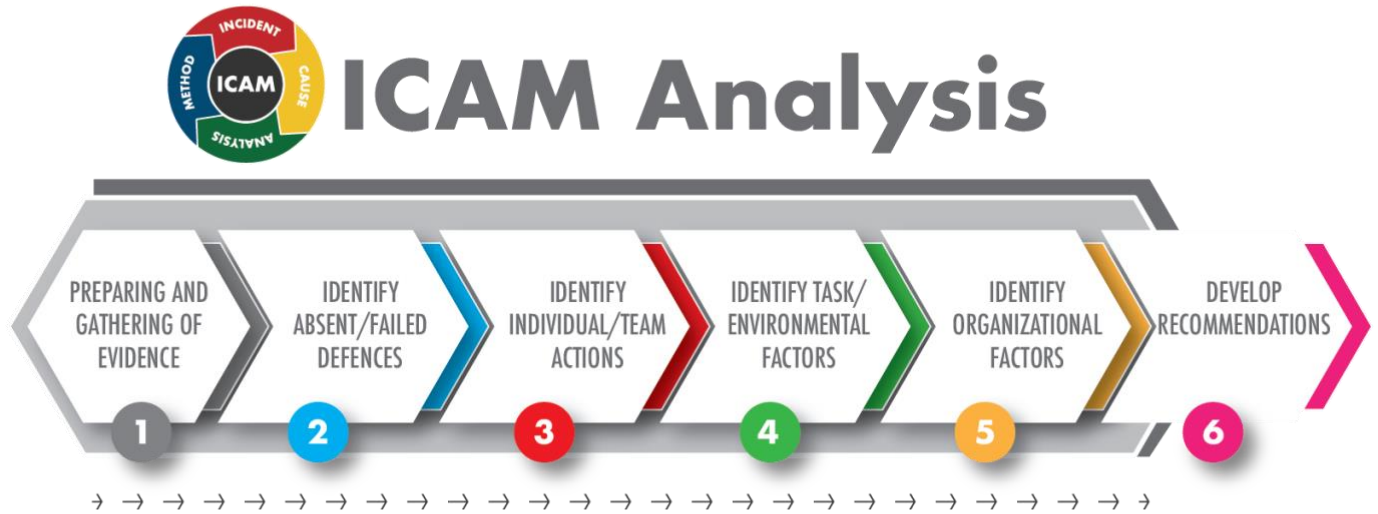 INCIDENT
CAUSE
ANALYSIS
METHOD
ICAM
ICAM Analysis
PREPARING AND
GATHERING OF
EVIDENCE
1
IDENTIFY
ABSENT/FAILED
DEFENCES
2
IDENTIFY
INDIVIDUAL/TEAM
ACTIONS
3
IDENTIFY TASK/
ENVIRONMENTAL
FACTORS
4
IDENTIFY
ORGANIZATIONAL
FACTORS
5
DEVELOP
RECOMMENDATIONS
6